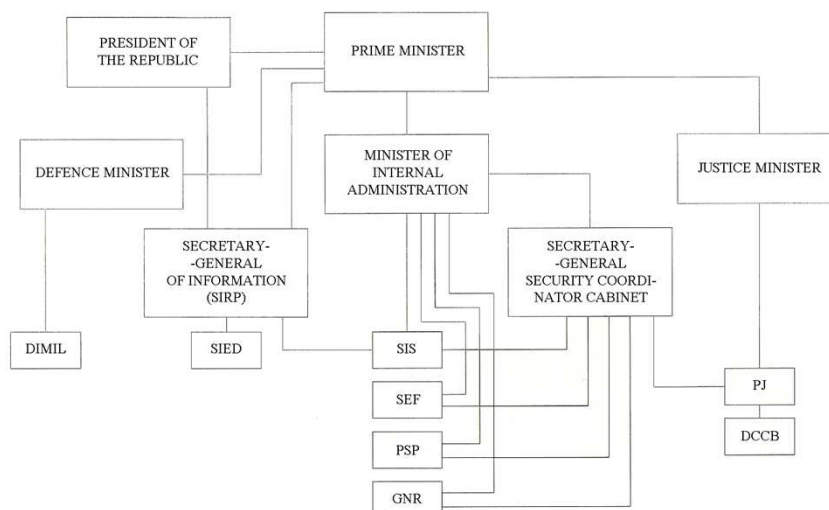 PRESIDENT OF
THE REPUBLIC
PRIME MINISTER
DEFENCE MINISTER
MINISTER OF
INTERNAL
ADMINISTRATION
JUSTICE MINISTER
SECRETARY-
-GENERAL
OF INFORMATION
(SIRP)
SECRETARY-
-GENERAL
SECURITY COORDI-
NATOR CABINET
DIMIL
SIED
SIS
SEF
PJ
PSP
DCCB
GNR